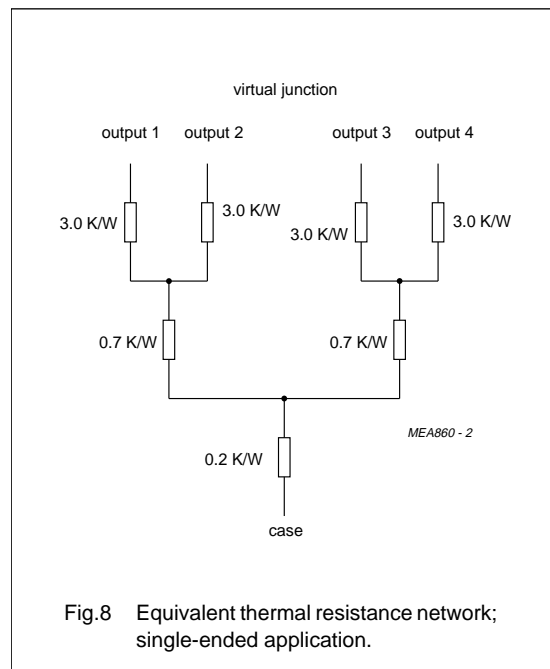 virtual junction
output 1 output 2 output 3 output 4
3.0 K/W 3.0 K/W 3.0 K/W 3.0 K/W
0.7 K/W 0.7 K/W
MEA860 - 2
0.2 K/W
case
Fig.8 Equivalent thermal resistance network;
single-ended application.